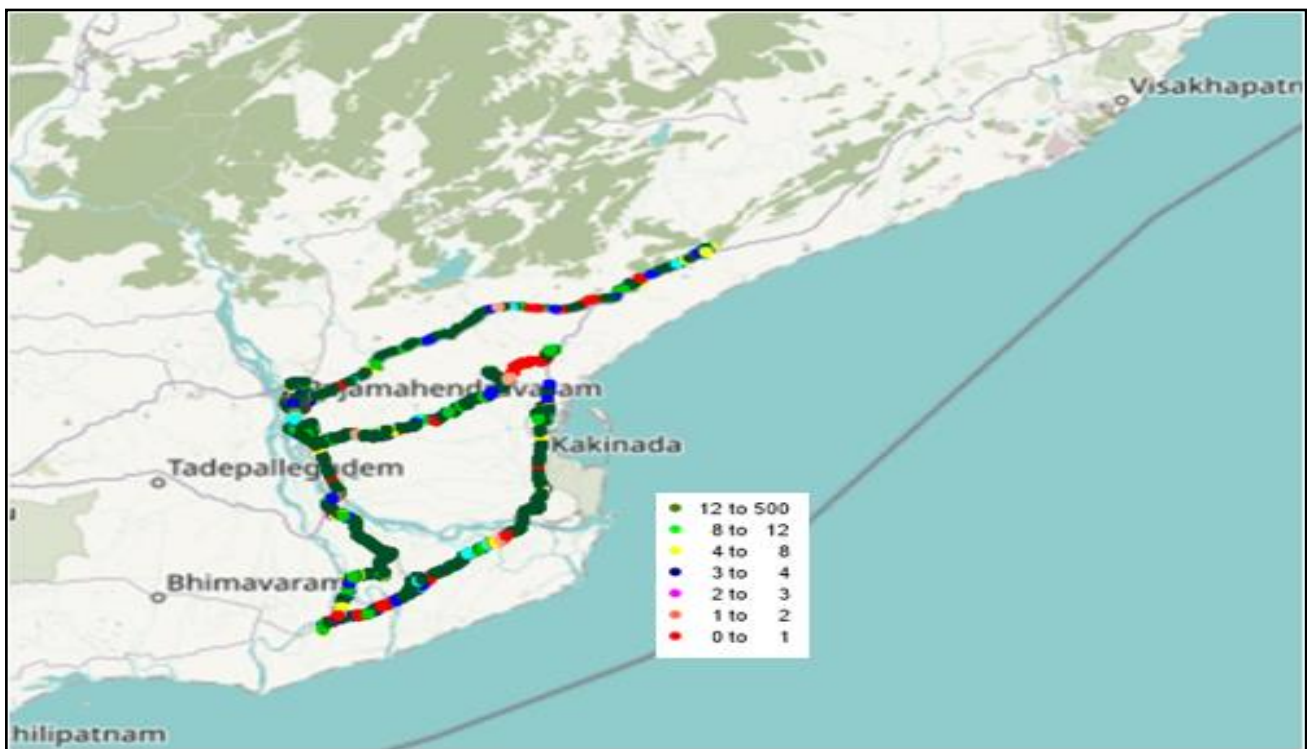 Visakhapatn
Rajamahendravaram
Kakinada
Tadepallegudem
12 to 500
8 to 12
4 to 8
3 to 4
2 to 3
1 to 2
0 to 1
Bhimavaram
hilipatnam